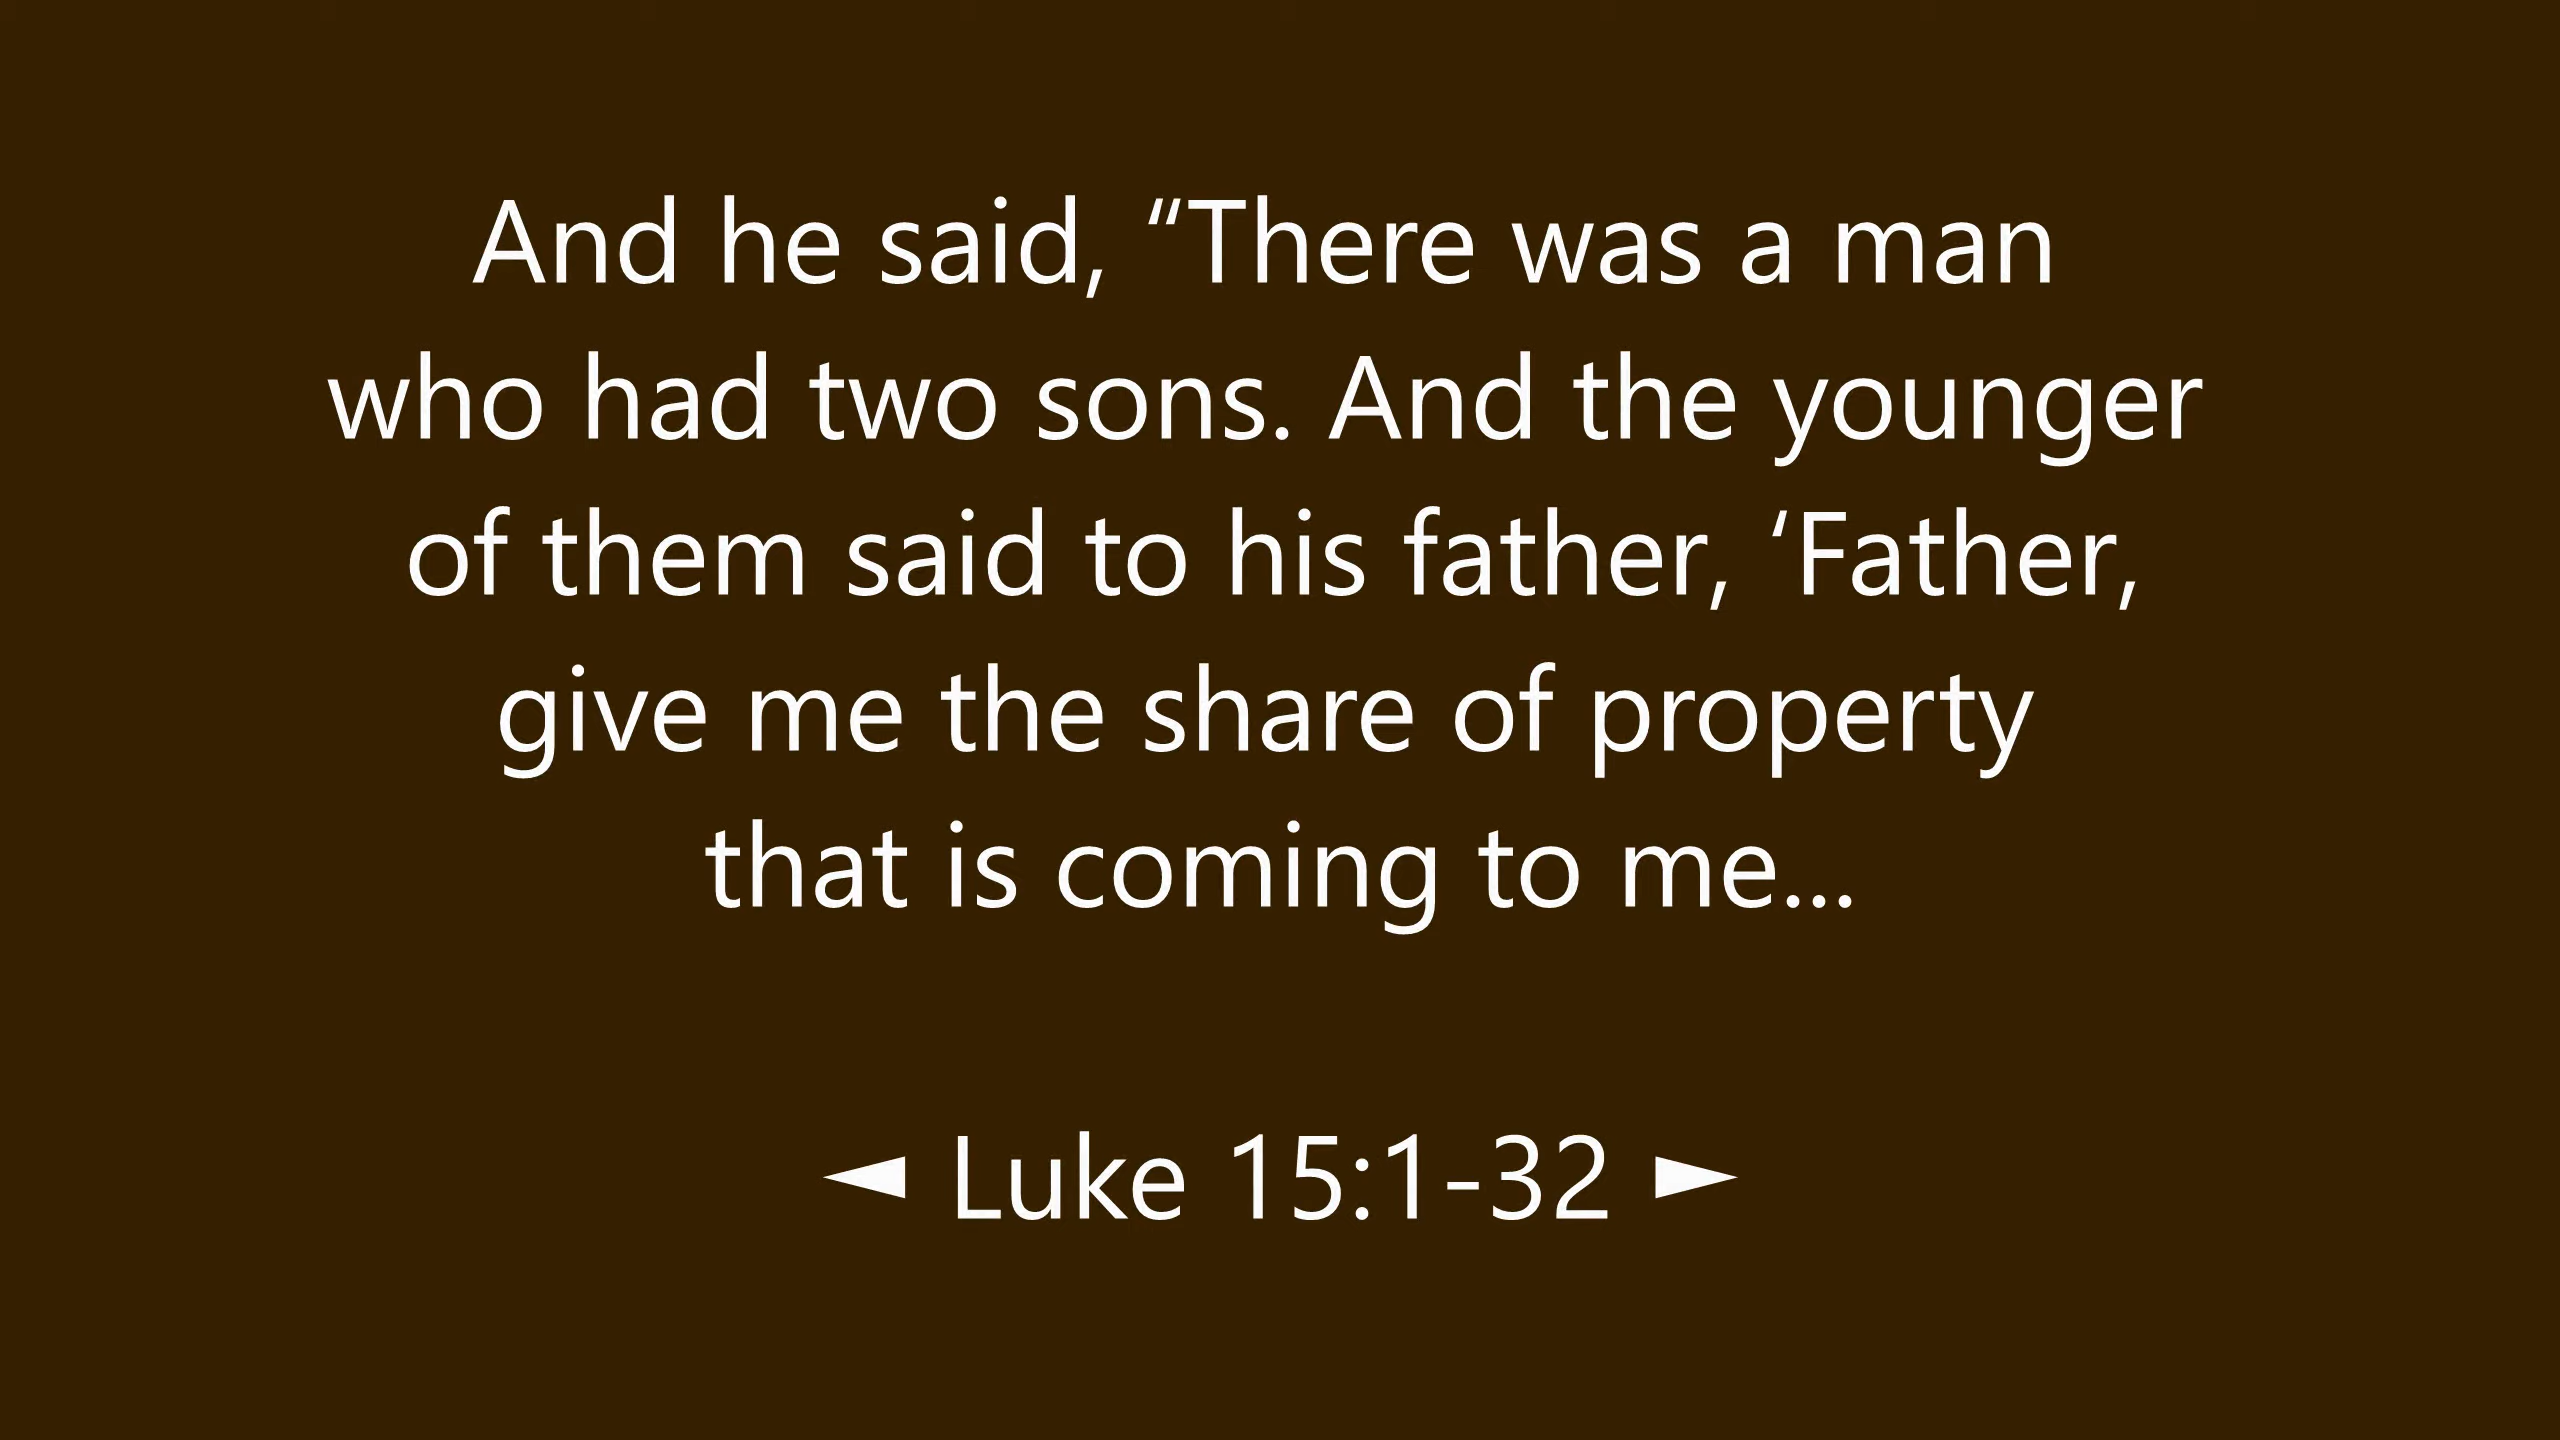 And he said, “There was a man
who had two sons. And the younger
of them said to his father, ‘Father,
give me the share of property
that is coming to me...
◄ Luke 15:1-32 ►